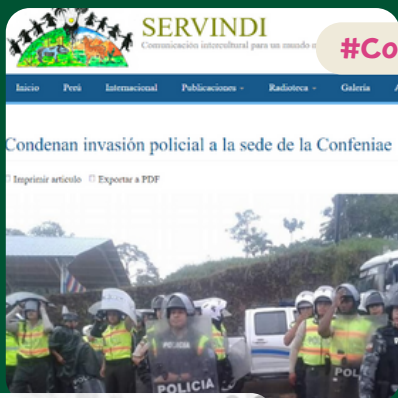 SERVINDI
Comunicación intercultural para un mundo m
#Co
Inicio Perú Internacional Publicaciones Radioteca Galería A
Condenan invasión policial a la sede de la Confeniae
Imprimir artículo Exportar a PDF
POLICIA
POLICIA